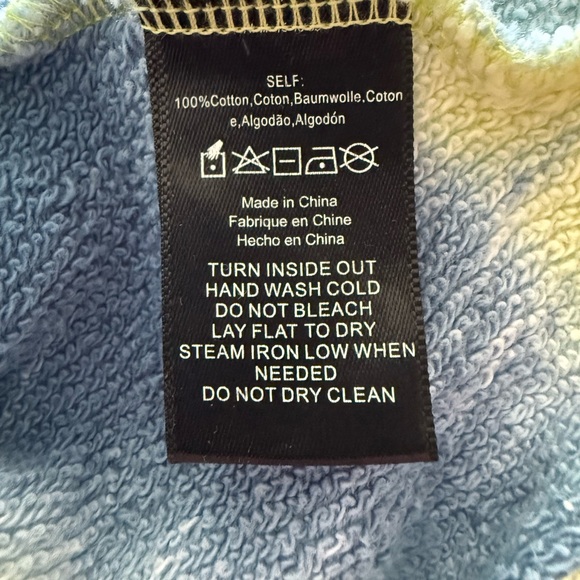 SELF:
100%Cotton,Coton,Baumwolle,Coton
e,Algodão,Algodón
Made in China
Fabrique en Chine
Hecho en China
TURN INSIDE OUT
HAND WASH COLD
DO NOT BLEACH
LAY FLAT TO DRY
STEAM IRON LOW WHEN
NEEDED
DO NOT DRY CLEAN